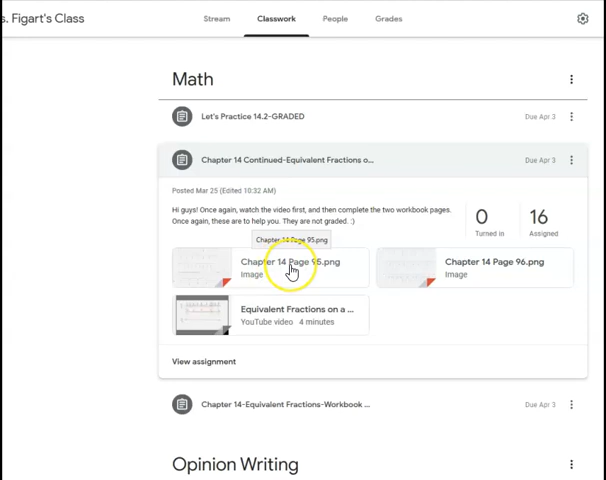 s. Figart's Class
Stream
Classwork
People
Grades
Math
Let's Practice 14.2-GRADED
Due Apr 3
Chapter 14 Continued-Equivalent Fractions o...
Due Apr 3
Posted Mar 25 (Edited 10:32 AM)
Hi guys! Once again, watch the video first, and then complete the two workbook pages.
Once again, these are to help you. They are not graded. :)
0
Turned in
16
Assigned
Chapter 14 Page 95.png
Chapter 14 Page 95.png
Image
Chapter 14 Page 96.png
Image
Equivalent Fractions on a ...
YouTube video 4 minutes
View assignment
Chapter 14-Equivalent Fractions-Workbook ...
Due Apr 3
Opinion Writing